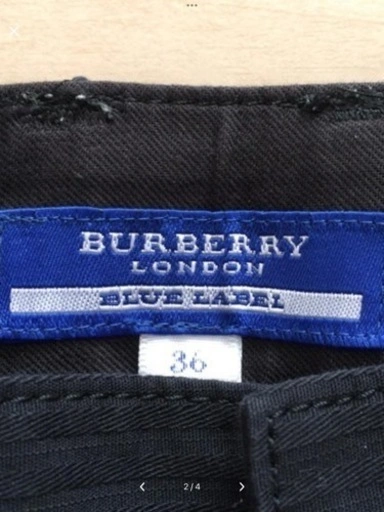 BURBERRY
LONDON
BLUE LABEL
36
2/4